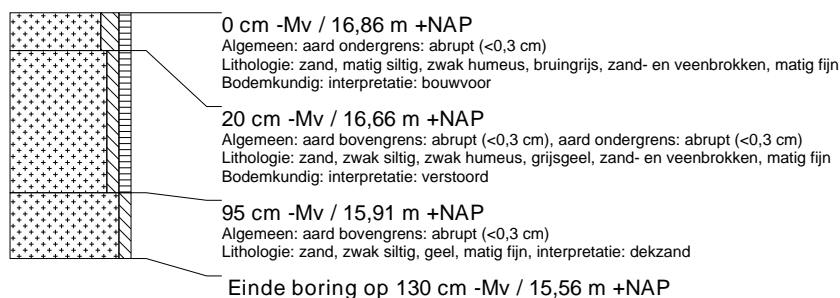 0 cm -Mv / 16,86 m +NAP
Algemeen: aard ondergrens: abrupt (<0,3 cm)
Lithologie: zand, matig siltig, zwak humeus, bruingrijs, zand- en veenbrokken, matig fijn
Bodemkundig: interpretatie: bouwvoor
20 cm -Mv / 16,66 m +NAP
Algemeen: aard bovengrens: abrupt (<0,3 cm), aard ondergrens: abrupt (<0,3 cm)
Lithologie: zand, zwak siltig, zwak humeus, grijsgeel, zand- en veenbrokken, matig fijn
Bodemkundig: interpretatie: verstoord
95 cm -Mv / 15,91 m +NAP
Algemeen: aard bovengrens: abrupt (<0,3 cm)
Lithologie: zand, zwak siltig, geel, matig fijn, interpretatie: dekzand
Einde boring op 130 cm -Mv / 15,56 m +NAP